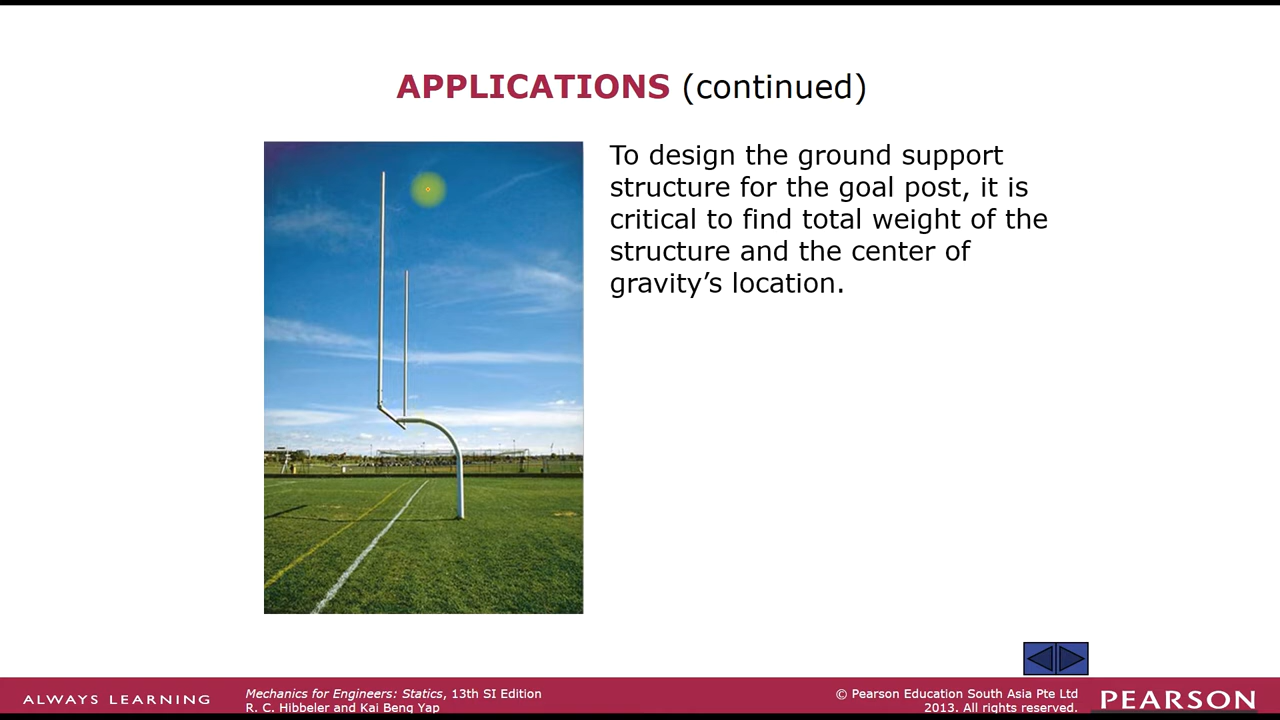 APPLICATIONS (continued)
To design the ground support
structure for the goal post, it is
critical to find total weight of the
structure and the center of
gravity’s location.
ALWAYS LEARNING
Mechanics for Engineers: Statics, 13th SI Edition
R. C. Hibbeler and Kai Beng Yap
© Pearson Education South Asia Pte Ltd
2013. All rights reserved.
PEARSON